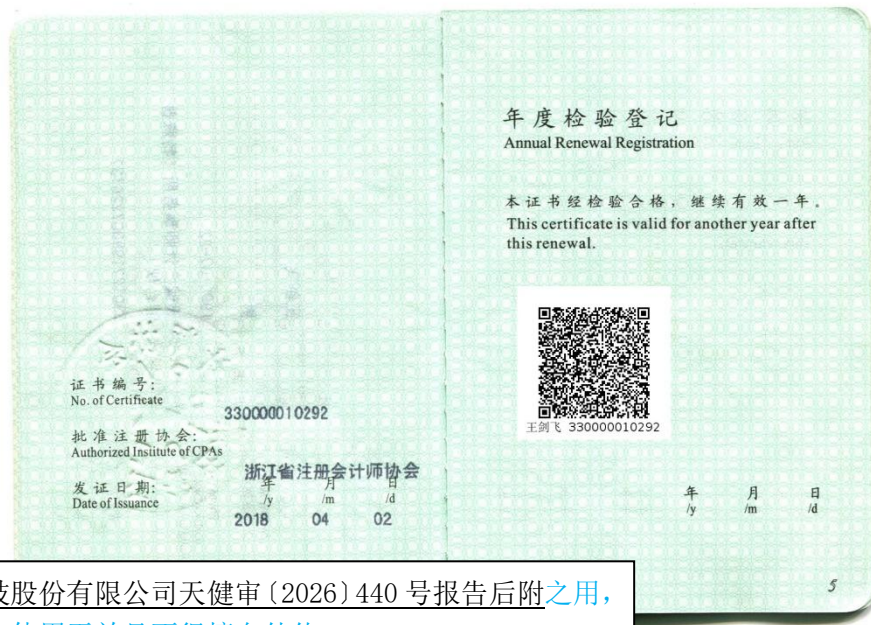 证书编号:
No. of Certificate
330000010292
批准注册协会:
Authorized Institute of CPAs
浙江省注册会计师协会
发证日期:
Date of Issuance
年 月 日
/y /m /d
2018 04 02
年度检验登记
Annual Renewal Registration
本证书经检验合格，继续有效一年。
This certificate is valid for another year after
this renewal.
王剑飞 330000010292
年 月 日
/y /m /d
5
股份有限公司天健审〔2026〕440 号报告后附之用，